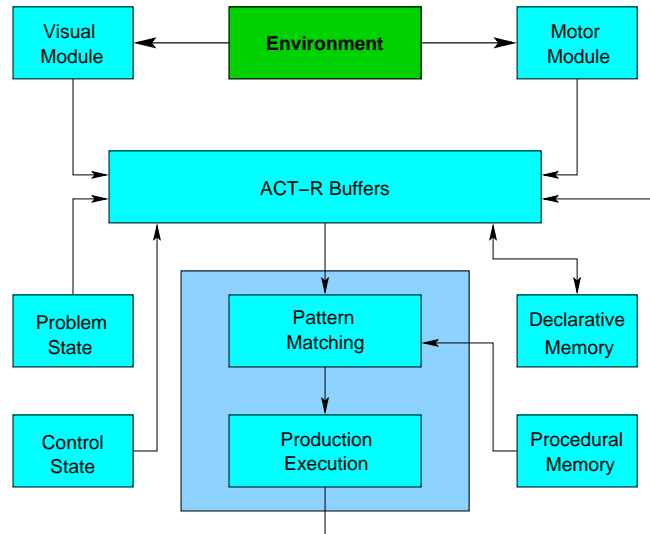 Visual
Module
Environment
Motor
Module
ACT−R Buffers
Problem
State
Pattern
Matching
Declarative
Memory
Control
State
Production
Execution
Procedural
Memory